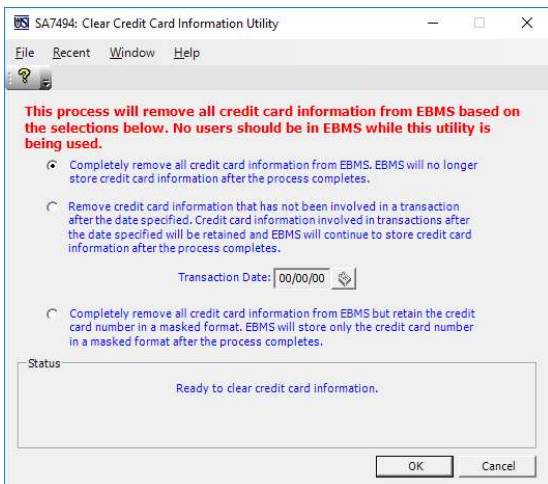 SA7494: Clear Credit Card Information Utility
File Recent Window Help
This process will remove all credit card information from EBMS based on
the selections below. No users should be in EBMS while this utility is
being used.
Completely remove all credit card information from EBMS. EBMS will no longer
store credit card information after the process completes.
Remove credit card information that has not been involved in a transaction
after the date specified. Credit card information involved in transactions after
the date specified will be retained and EBMS will continue to store credit card
information after the process completes.
Transaction Date: 00/00/00
Completely remove all credit card information from EBMS but retain the credit
card number in a masked format. EBMS will store only the credit card number
in a masked format after the process completes.
Status
Ready to clear credit card information.
OK Cancel